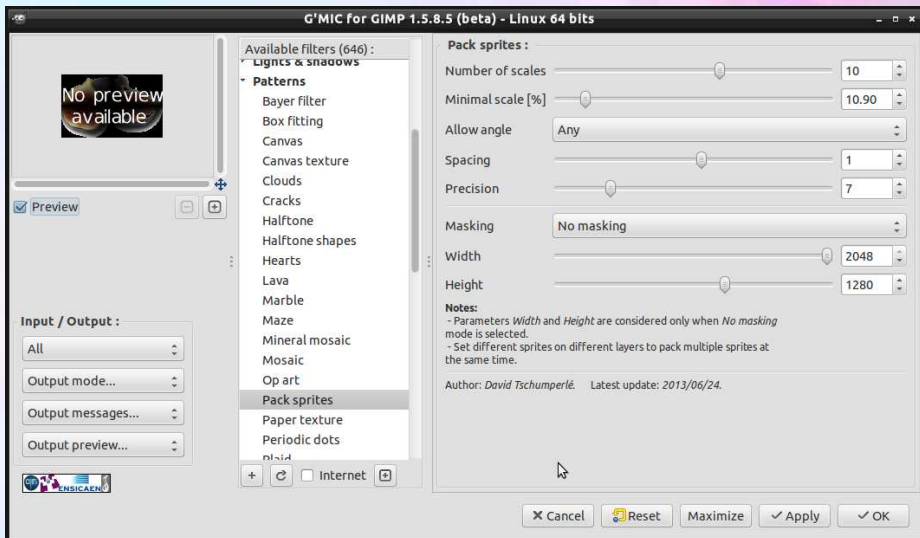 G'MIC for GIMP 1.5.8.5 (beta) - Linux 64 bits
No preview
available
Preview
Input / Output :
All
Output mode...
Output messages...
Output preview...
ENSICAEN
Available filters (646) :
Lights & shadows
Patterns
Bayer filter
Box fitting
Canvas
Canvas texture
Clouds
Cracks
Halftone
Halftone shapes
Hearts
Lava
Marble
Maze
Mineral mosaic
Mosaic
Op art
Pack sprites
Paper texture
Periodic dots
Plaid
Internet
Pack sprites :
Number of scales 10
Minimal scale [%] 10.90
Allow angle Any
Spacing 1
Precision 7
Masking No masking
Width 2048
Height 1280
Notes:
- Parameters Width and Height are considered only when No masking
mode is selected.
- Set different sprites on different layers to pack multiple sprites at
the same time.
Author: David Tschumperlé. Latest update: 2013/06/24.
Cancel Reset Maximize Apply OK